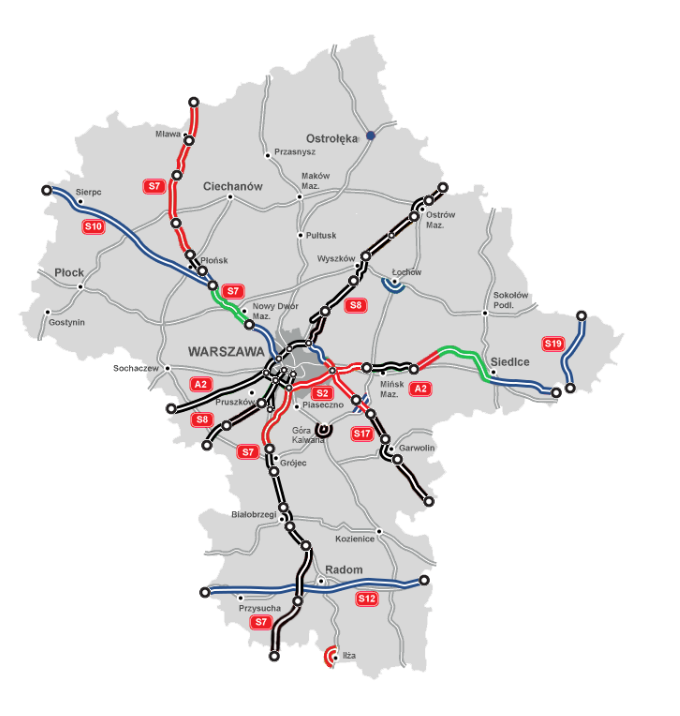 Mława
Ostrołęka
Przasnysz
S7
Ciechanów
Maków
Maz.
Sierpc
S10
Ostrów
Maz.
Pułtusk
Płońsk
Wyszków
Łochów
Płock
S7
Nowy Dwór
Maz.
S8
Sokołów
Podl.
Gostynin
WARSZAWA
S19
Sochaczew
Siedlce
A2
Mińsk
Maz.
A2
Pruszków
S2
Piaseczno
S8
Góra
Kalwaria
S17
S7
Garwolin
Grójec
Białobrzegi
Kozienice
Radom
S12
Przysucha
S7
Iłża